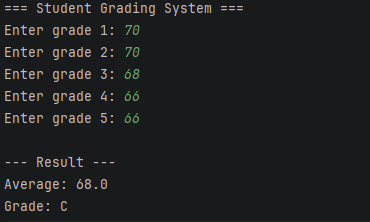 === Student Grading System ===
Enter grade 1: 70
Enter grade 2: 70
Enter grade 3: 68
Enter grade 4: 66
Enter grade 5: 66
--- Result ---
Average: 68.0
Grade: C